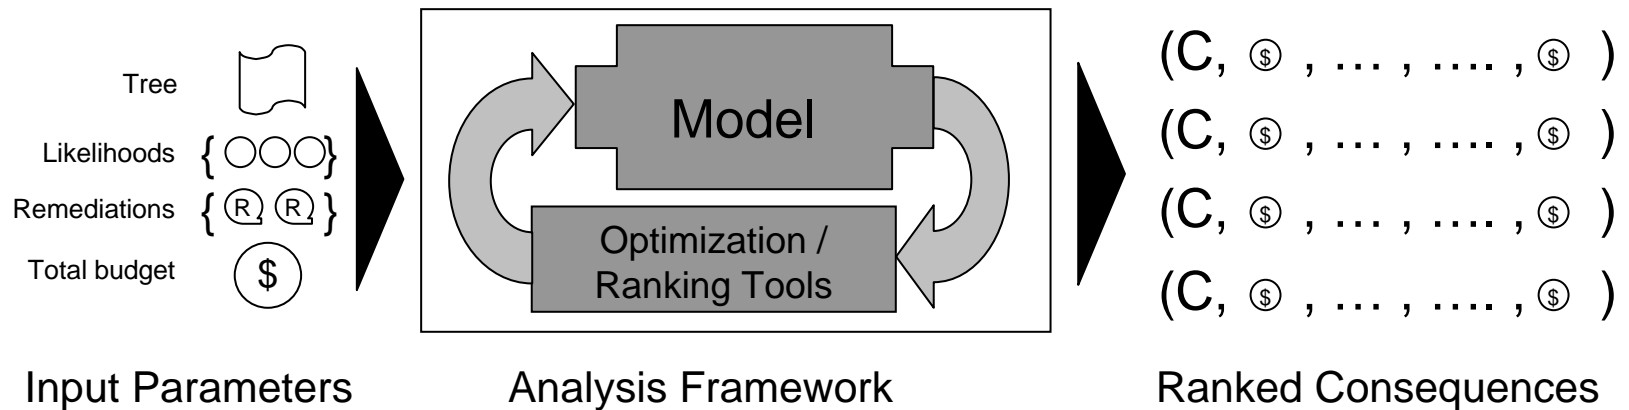 Tree
Likelihoods { }
Remediations { R R }
Total budget $
Model
Optimization /
Ranking Tools
(C, $ , … , …. , $ )
(C, $ , … , …. , $ )
(C, $ , … , …. , $ )
(C, $ , … , …. , $ )
Input Parameters
Analysis Framework
Ranked Consequences